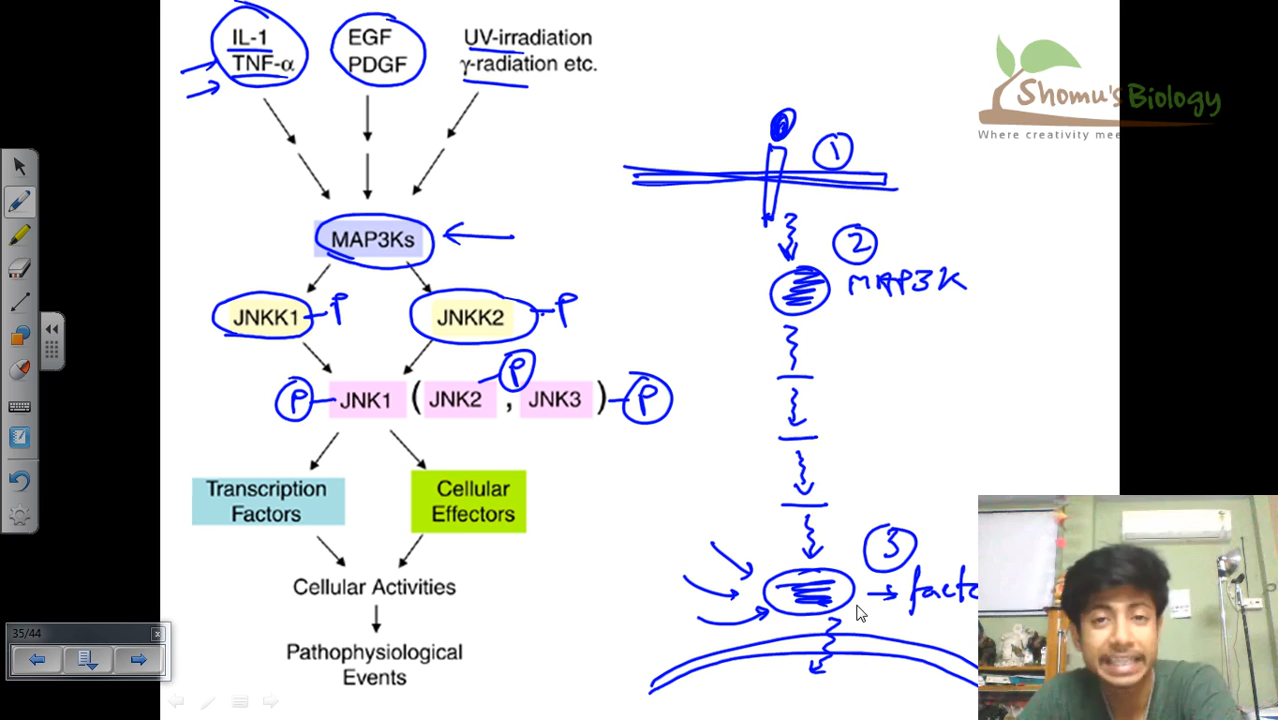 IL-1
TNF-α
EGF
PDGF
UV-irradiation
γ-radiation etc.
Shomu's Biology
Where creativity mee
1
MAP3Ks
2
MAP3K
JNKK1
P
JNKK2
P
P
P
JNK1 ( JNK2 , JNK3 )
P
Transcription
Factors
Cellular
Effectors
3
Cellular Activities
facto
35/44
Pathophysiological
Events